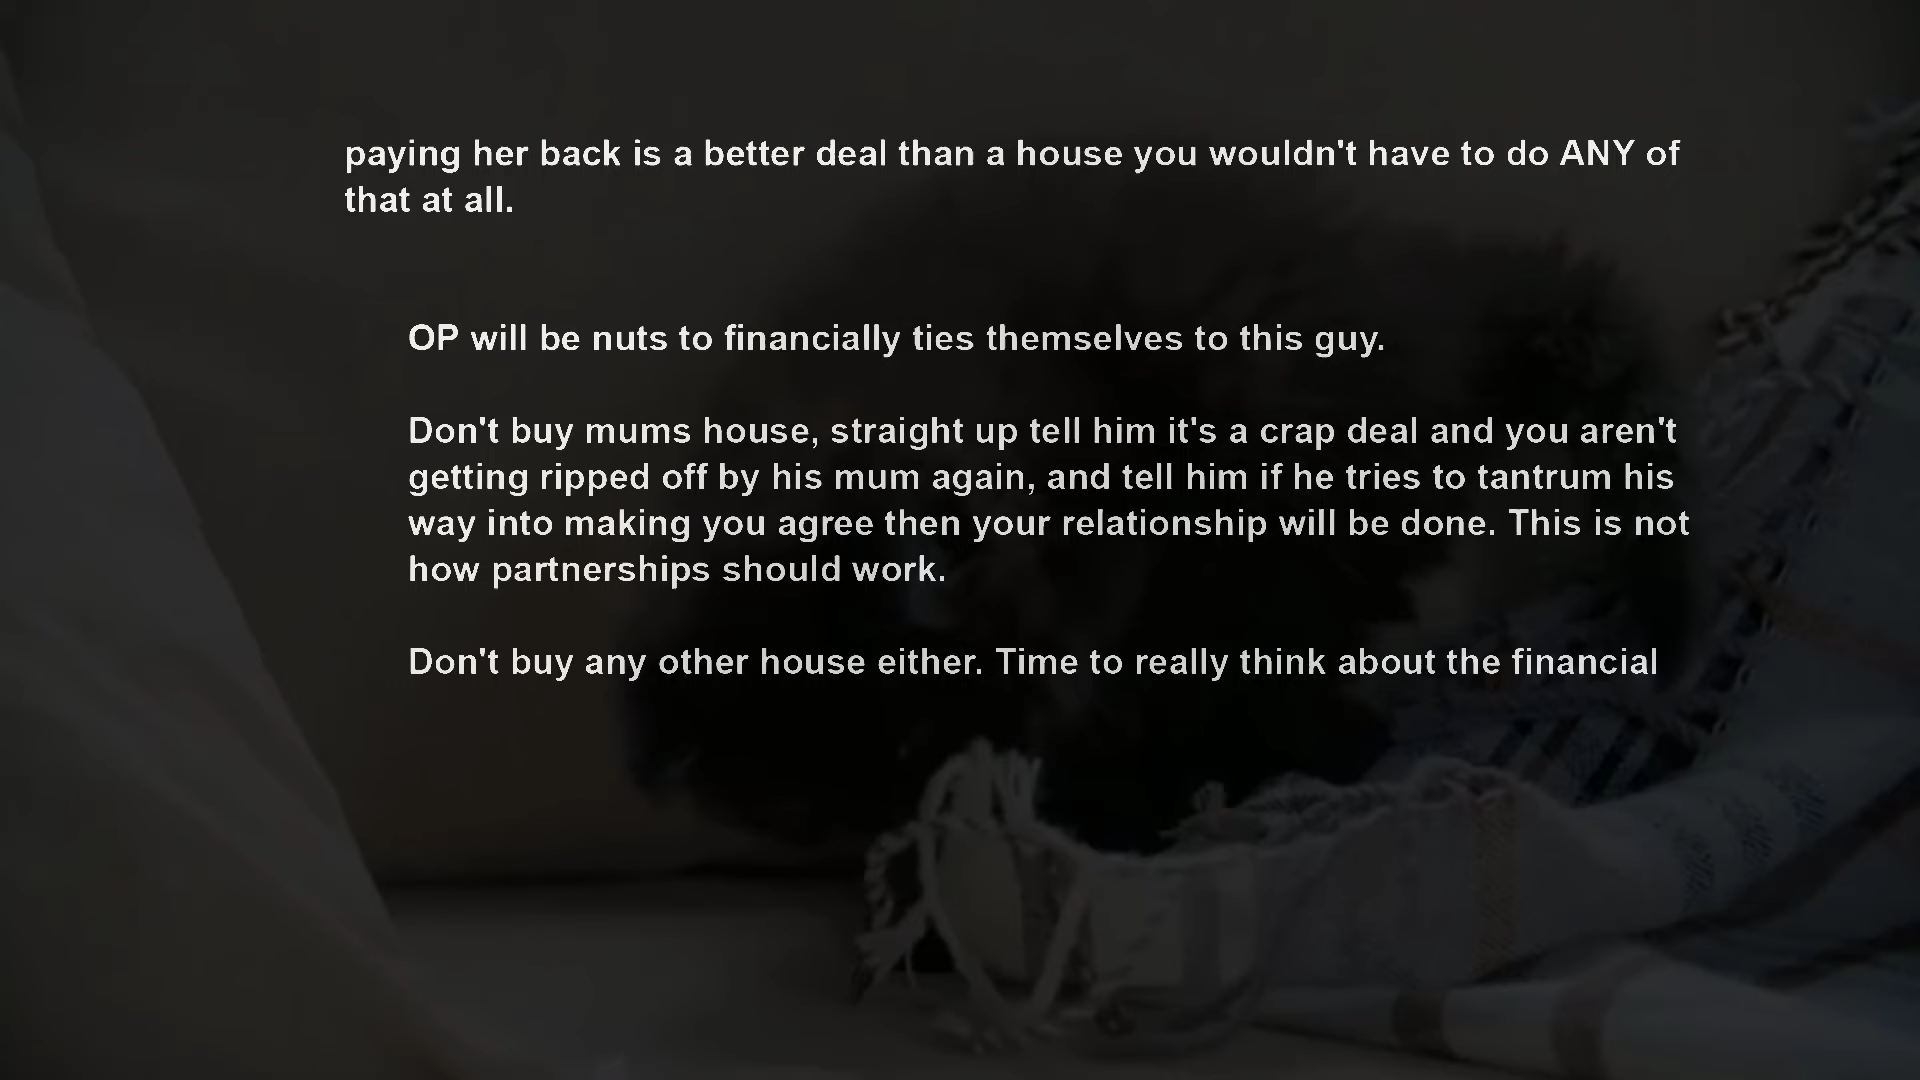 paying her back is a better deal than a house you wouldn't have to do ANY of
that at all.
OP will be nuts to financially ties themselves to this guy.
Don't buy mums house, straight up tell him it's a crap deal and you aren't
getting ripped off by his mum again, and tell him if he tries to tantrum his
way into making you agree then your relationship will be done. This is not
how partnerships should work.
Don't buy any other house either. Time to really think about the financial